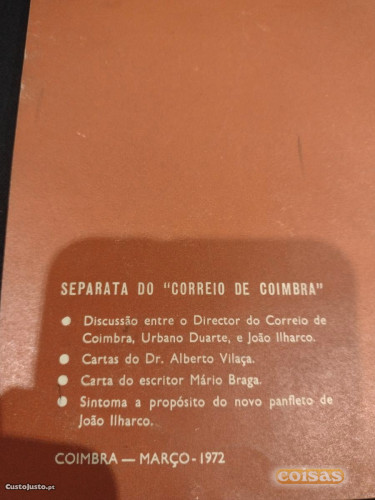 SEPARATA DO "CORREIO DE COIMBRA"
● Discussão entre o Director do Correio de
Coimbra, Urbano Duarte, e João Ilharco.
● Cartas do Dr. Alberto Vilaça.
● Carta do escritor Mário Braga.
● Sintoma a propósito do novo panfleto de
João Ilharco.
COIMBRA — MARÇO - 1972
CustoJusto.pt
coisas